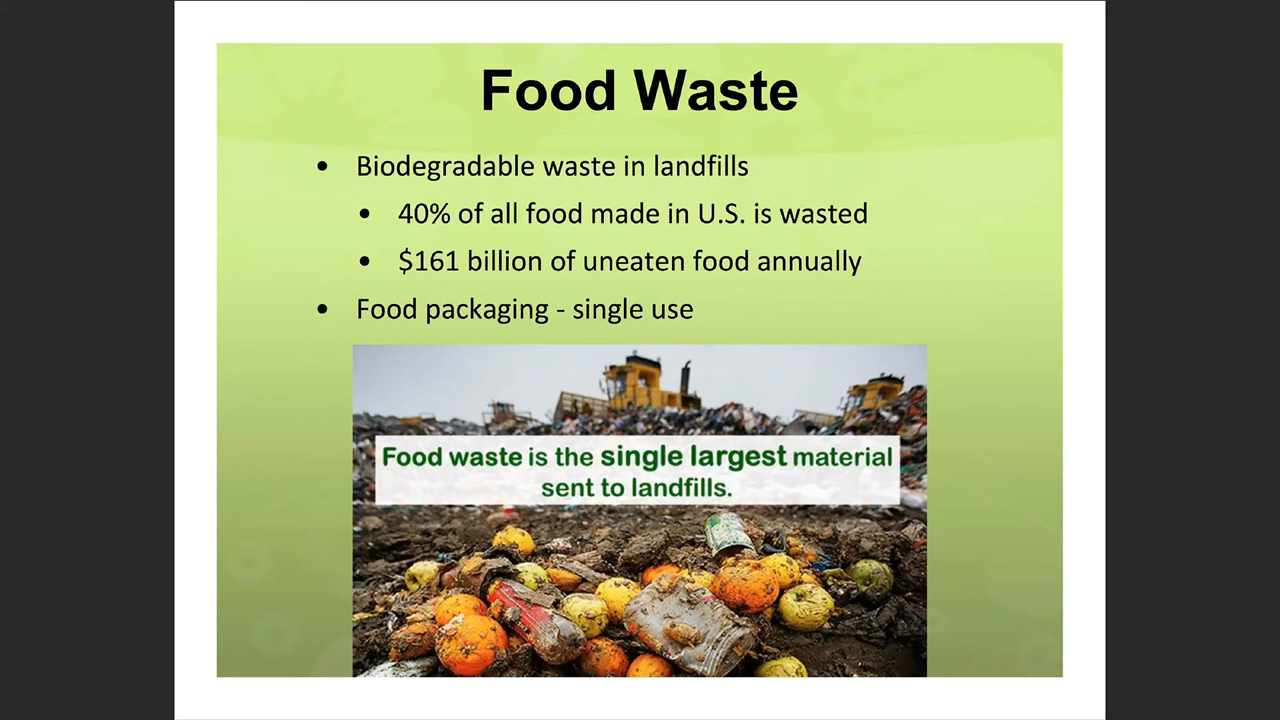 Food Waste
• Biodegradable waste in landfills
• 40% of all food made in U.S. is wasted
• $161 billion of uneaten food annually
• Food packaging - single use
Food waste is the single largest material
sent to landfills.